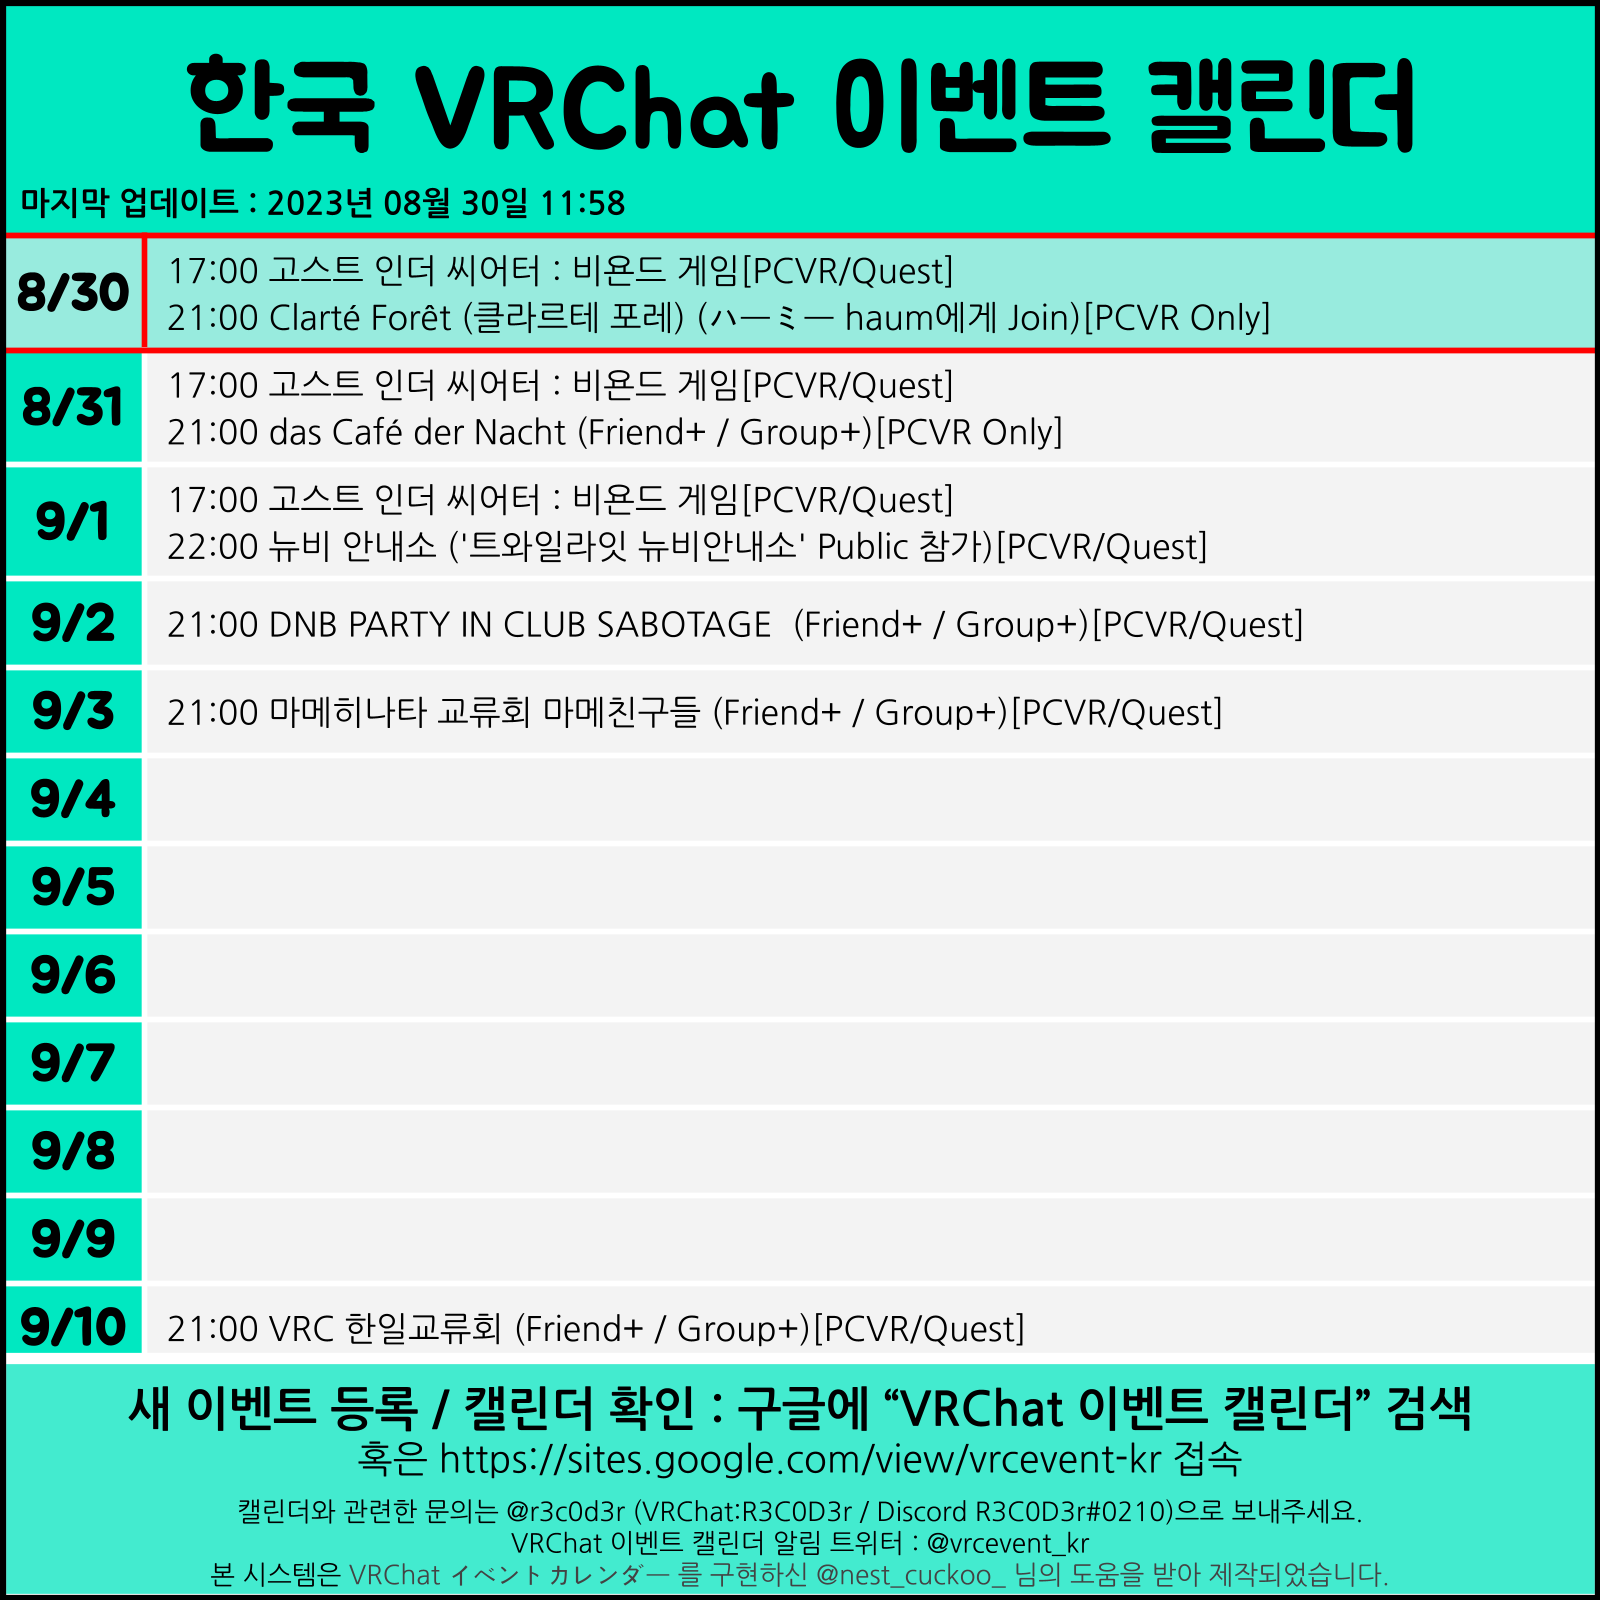 한국 VRChat 이벤트 캘린더
마지막 업데이트 : 2023년 08월 30일 11:58
8/30
17:00 고스트 인더 씨어터 : 비욘드 게임[PCVR/Quest]
21:00 Clarté Forêt (클라르테 포레) (ハーミー haum에게 Join)[PCVR Only]
8/31
17:00 고스트 인더 씨어터 : 비욘드 게임[PCVR/Quest]
21:00 das Café der Nacht (Friend+ / Group+)[PCVR Only]
9/1
17:00 고스트 인더 씨어터 : 비욘드 게임[PCVR/Quest]
22:00 뉴비 안내소 ('트와일라잇 뉴비안내소' Public 참가)[PCVR/Quest]
9/2
21:00 DNB PARTY IN CLUB SABOTAGE  (Friend+ / Group+)[PCVR/Quest]
9/3
21:00 마메히나타 교류회 마메친구들 (Friend+ / Group+)[PCVR/Quest]
9/4
9/5
9/6
9/7
9/8
9/9
9/10
21:00 VRC 한일교류회 (Friend+ / Group+)[PCVR/Quest]
새 이벤트 등록 / 캘린더 확인 : 구글에 “VRChat 이벤트 캘린더” 검색
혹은 https://sites.google.com/view/vrcevent-kr 접속
캘린더와 관련한 문의는 @r3c0d3r (VRChat:R3C0D3r / Discord R3C0D3r#0210)으로 보내주세요.
VRChat 이벤트 캘린더 알림 트위터 : @vrcevent_kr
본 시스템은 VRChat イベントカレンダー 를 구현하신 @nest_cuckoo_ 님의 도움을 받아 제작되었습니다.